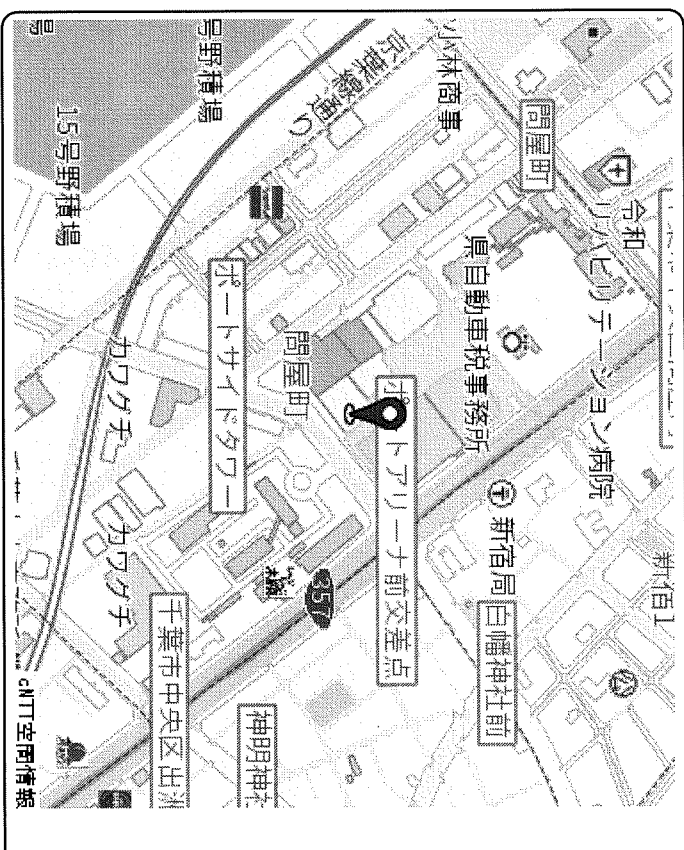 号野積場
15号野積場
京葉線通り
小林商事
問屋町
令和
リハビリテーション病院
県自動車税事務所
問屋町
ポートサイドタワー
カワグチ
カワグチ
ポートアリーナ前交差点
新宿局
白幡神社前
新宿1
千葉市中央区出洲
神明神社
357
NTT空間情報